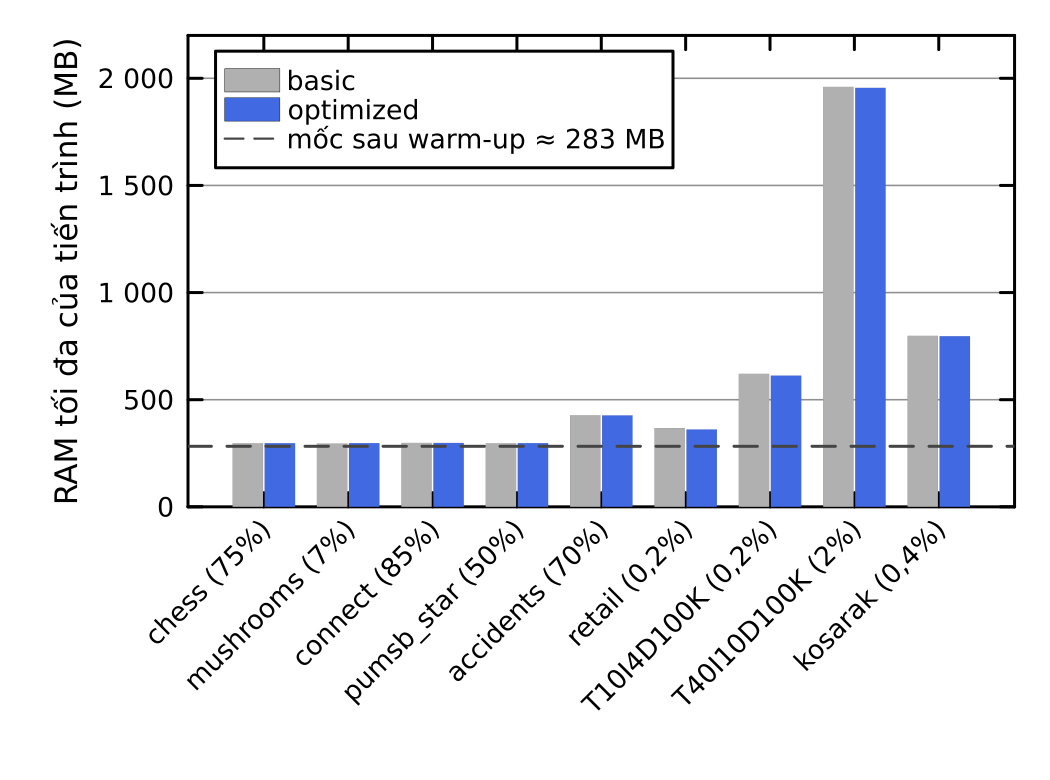 RAM tối đa của tiến trình (MB)
2 000
1 500
1 000
500
0
basic
optimized
mốc sau warm-up ≈ 283 MB
chess (75%)
mushrooms (7%)
connect (85%)
pumsb_star (50%)
accidents (70%)
retail (0,2%)
T10I4D100K (0,2%)
T40I10D100K (2%)
kosarak (0,4%)